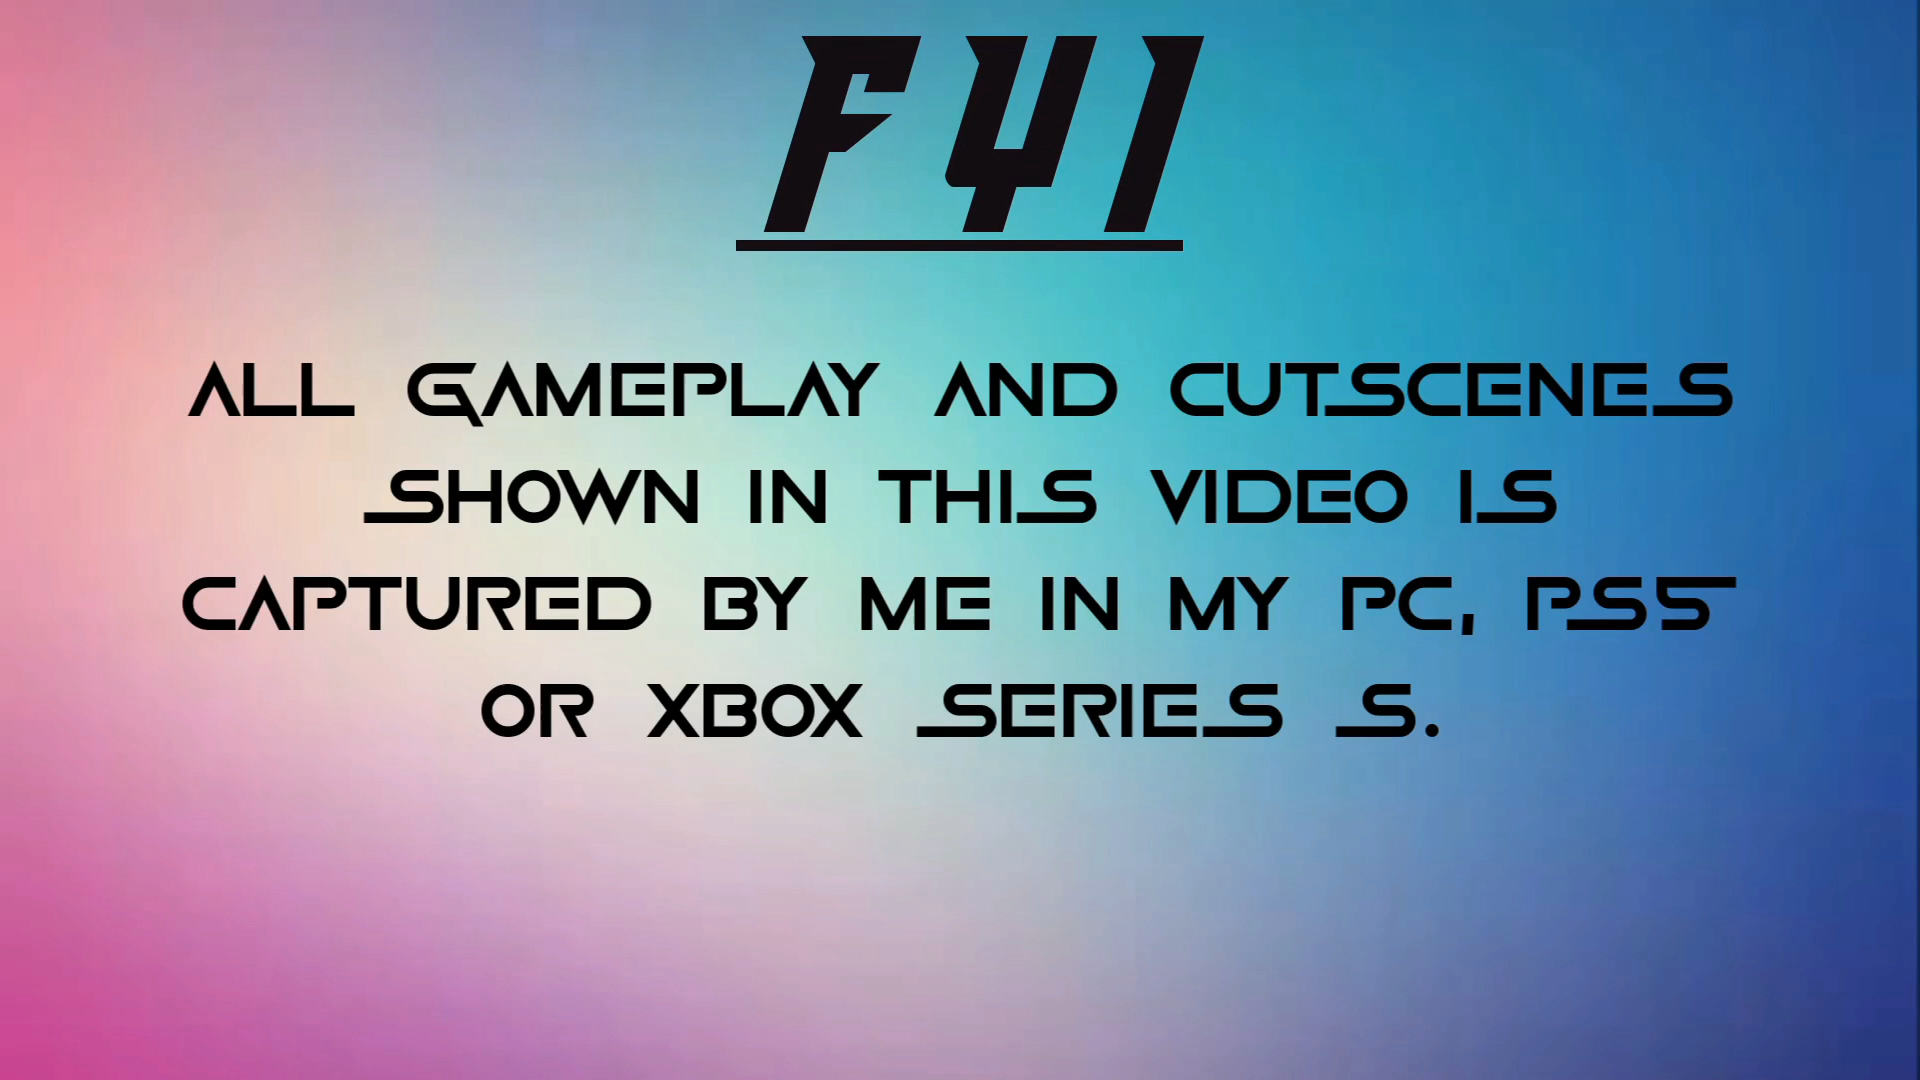 FYI
ALL GAMEPLAY AND CUTSCENES
SHOWN IN THIS VIDEO IS
CAPTURED BY ME IN MY PC, PS5
OR XBOX SERIES S.